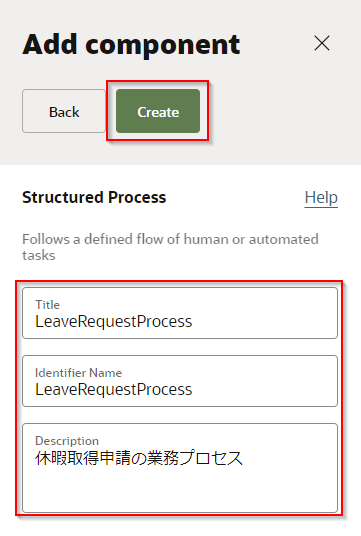 Add component
Back
Create
Structured Process
Help
Follows a defined flow of human or automated
tasks
Title
LeaveRequestProcess
Identifier Name
LeaveRequestProcess
Description
休暇取得申請の業務プロセス